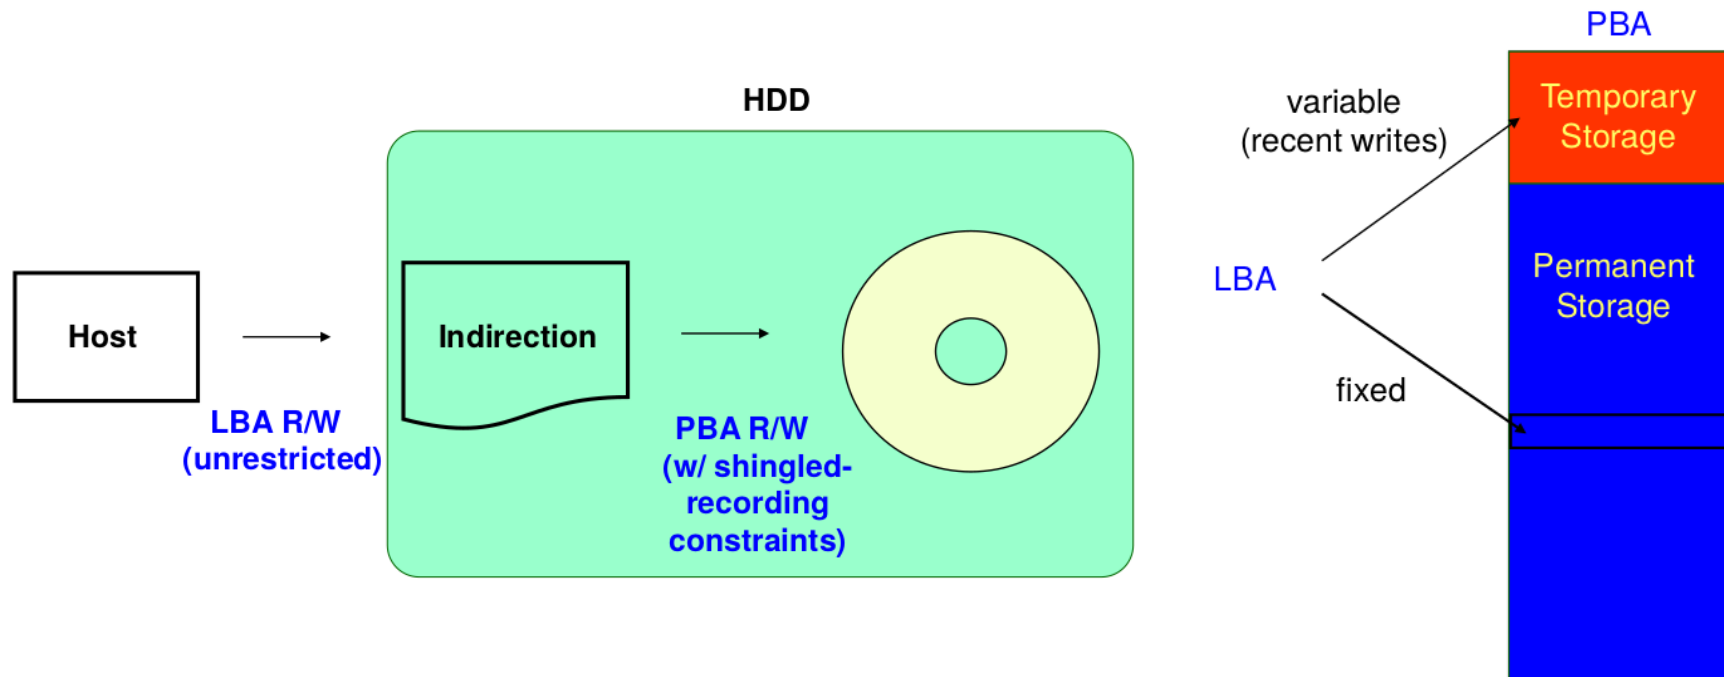 HDD
Host
LBA R/W
(unrestricted)
Indirection
PBA R/W
(w/ shingled-
recording
constraints)
PBA
variable
(recent writes)
Temporary
Storage
LBA
Permanent
Storage
fixed